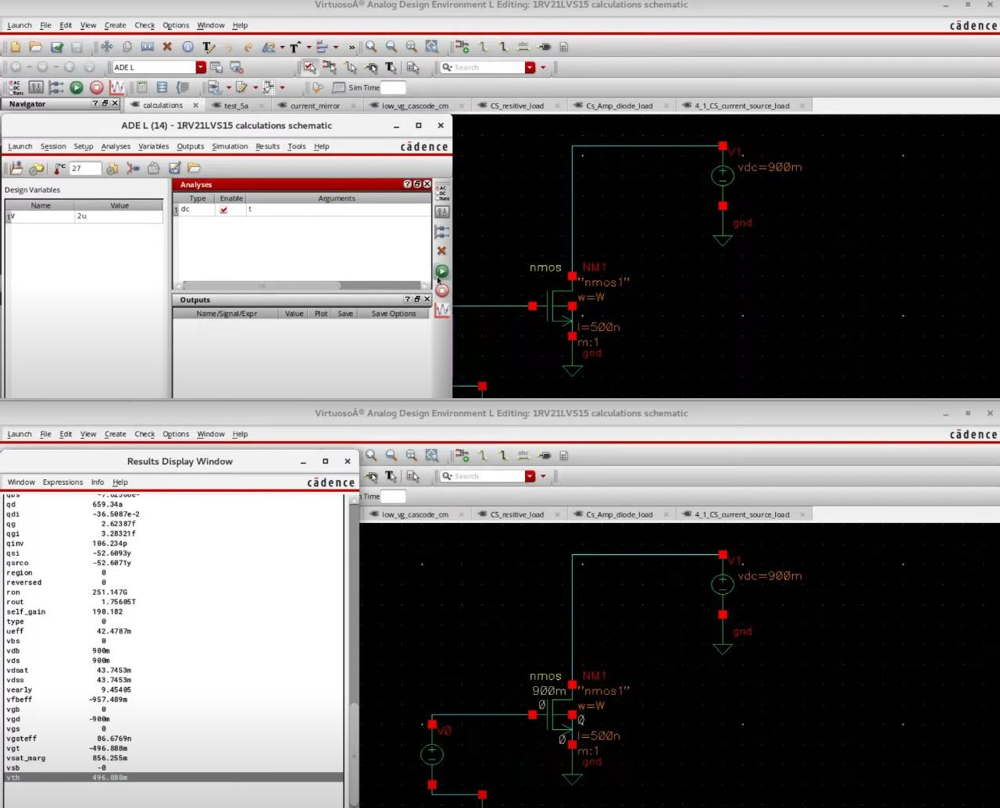 VirtuosoÂ® Analog Design Environment L Editing: 1RV21LVS15 calculations schematic
Launch File Edit View Create Check Options Window Help
cādence
ADE L
Search
Sim Time
Navigator
calculations test_5a current_mirror low_vg_cascode_cm CS_resitive_load Cs_Amp_diode_load 4_1_CS_current_source_load
ADE L (14) - 1RV21LVS15 calculations schematic
Launch Session Setup Analyses Variables Outputs Simulation Results Tools Help
cādence
27
Design Variables
Name Value
1 V 2u
Analyses
Type Enable Arguments
1 dc t
Outputs
Name/Signal/Expr Value Plot Save Save Options
AC
DC
Trans
V1
vdc=900m
gnd
nmos NM1
"nmos1"
w=W
l=500n
m:1
gnd
VirtuosoÂ® Analog Design Environment L Editing: 1RV21LVS15 calculations schematic
Launch File Edit View Create Check Options Window Help
cādence
Results Display Window
Window Expressions Info Help
cādence
Search
Time
low_vg_cascode_cm CS_resitive_load Cs_Amp_diode_load 4_1_CS_current_source_load
qd 659.34a
qdi -36.5087e-2
qg 2.62387f
qgi 3.28321f
qinv 106.234p
qsi -52.6093y
qsrco -52.6071y
region 0
reversed 0
ron 251.147G
rout 1.75605T
self_gain 190.182
type 0
ueff 42.4787m
vbs 0
vdb 900m
vds 900m
vdsat 43.7453m
vdss 43.7453m
vearly 9.45405
vfbeff -957.489m
vgb 0
vgd -900m
vgs 0
vgsteff 86.6769n
vgt -496.888m
vsat_marg 856.255m
vsb -0
vth 496.888m
V1
vdc=900m
gnd
nmos NM1
900m "nmos1"
0 w=W
0
0 l=500n
m:1
gnd
V0